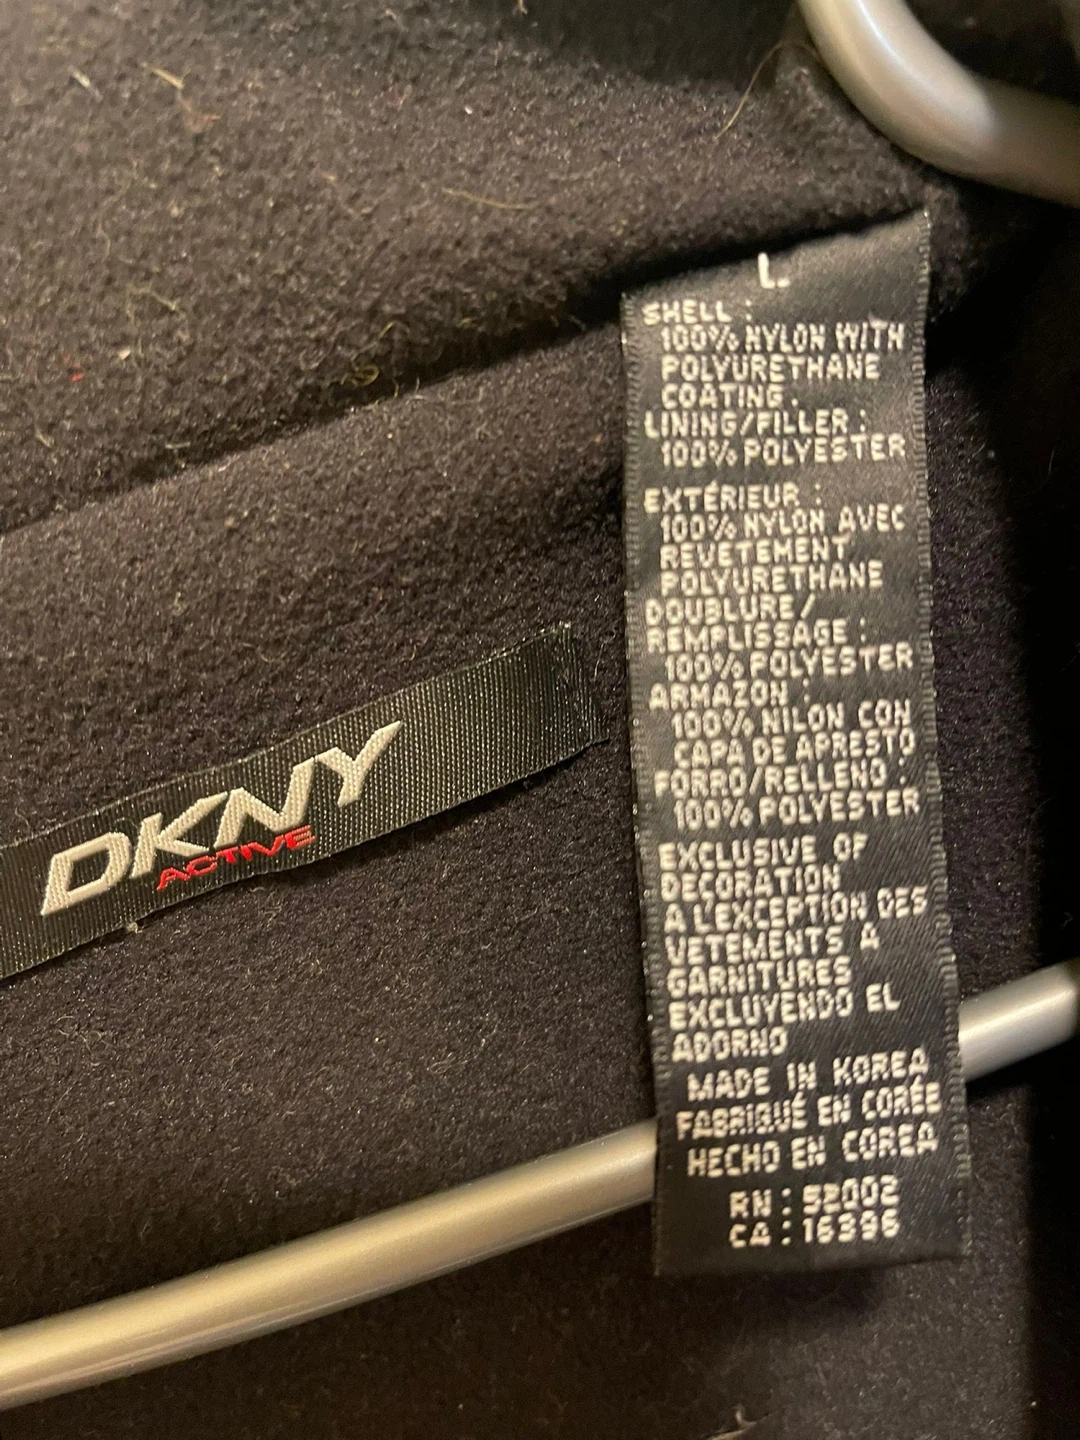 L.
SHELL :
100% NYLON WITH
POLYURETHANE
COATING.
LINING/FILLER :
100% POLYESTER
EXTÉRIEUR :
100% NYLON AVEC
REVETEMENT
POLYURETHANE
DOUBLURE/
REMPLISSAGE :
100% POLYESTER
ARMAZON :
100% NILON CON
CAPA DE APRESTO
FORRO/RELLENO :
100% POLYESTER
EXCLUSIVE OF
DECORATION
A L'EXCEPTION DES
VETEMENTS A
GARNITURES
EXCLUYENDO EL
ADORNO
MADE IN KOREA
FABRIQUÉ EN CORÉE
HECHO EN COREA
RN : 52002
CA : 16396
DKNY
ACTIVE